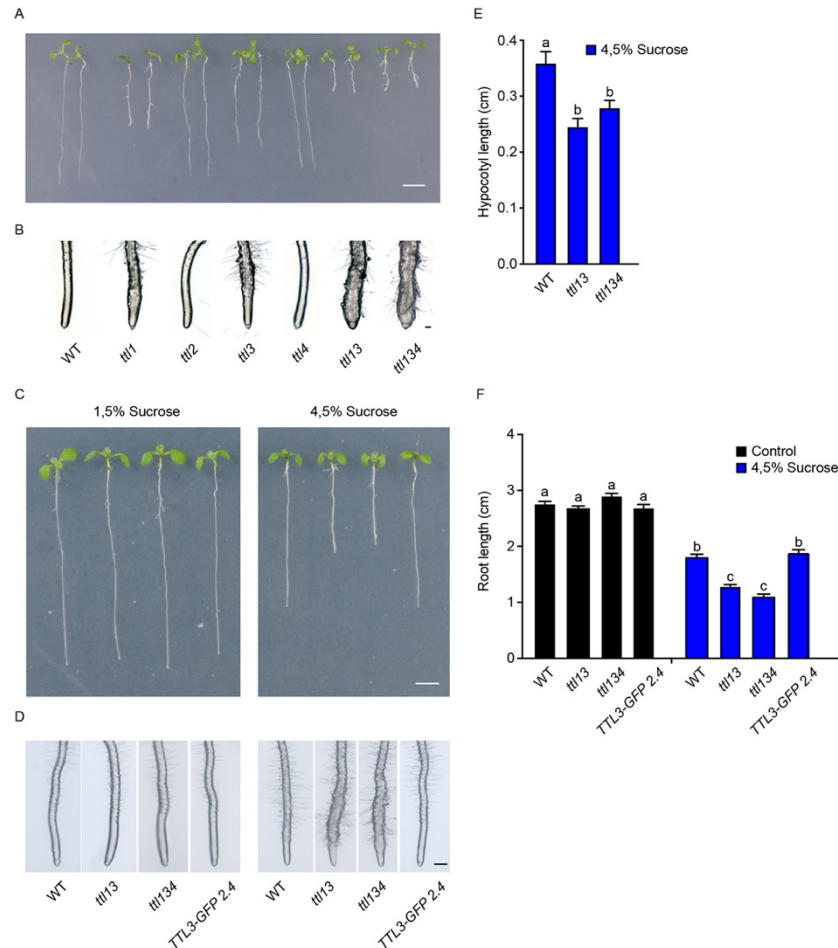 A
B
WT
ttl1
ttl2
ttl3
ttl4
ttl13
ttl134
C
1,5% Sucrose
4,5% Sucrose
D
WT
ttl13
ttl134
TTL3-GFP 2.4
WT
ttl13
ttl134
TTL3-GFP 2.4
E
4,5% Sucrose
Hypocotyl length (cm)
0.4
0.3
0.2
0.1
0.0
a
b
b
WT
ttl13
ttl134
F
Control
4,5% Sucrose
Root length (cm)
4
3
2
1
0
a
a
a
a
b
c
c
b
WT
ttl13
ttl134
TTL3-GFP 2.4
WT
ttl13
ttl134
TTL3-GFP 2.4